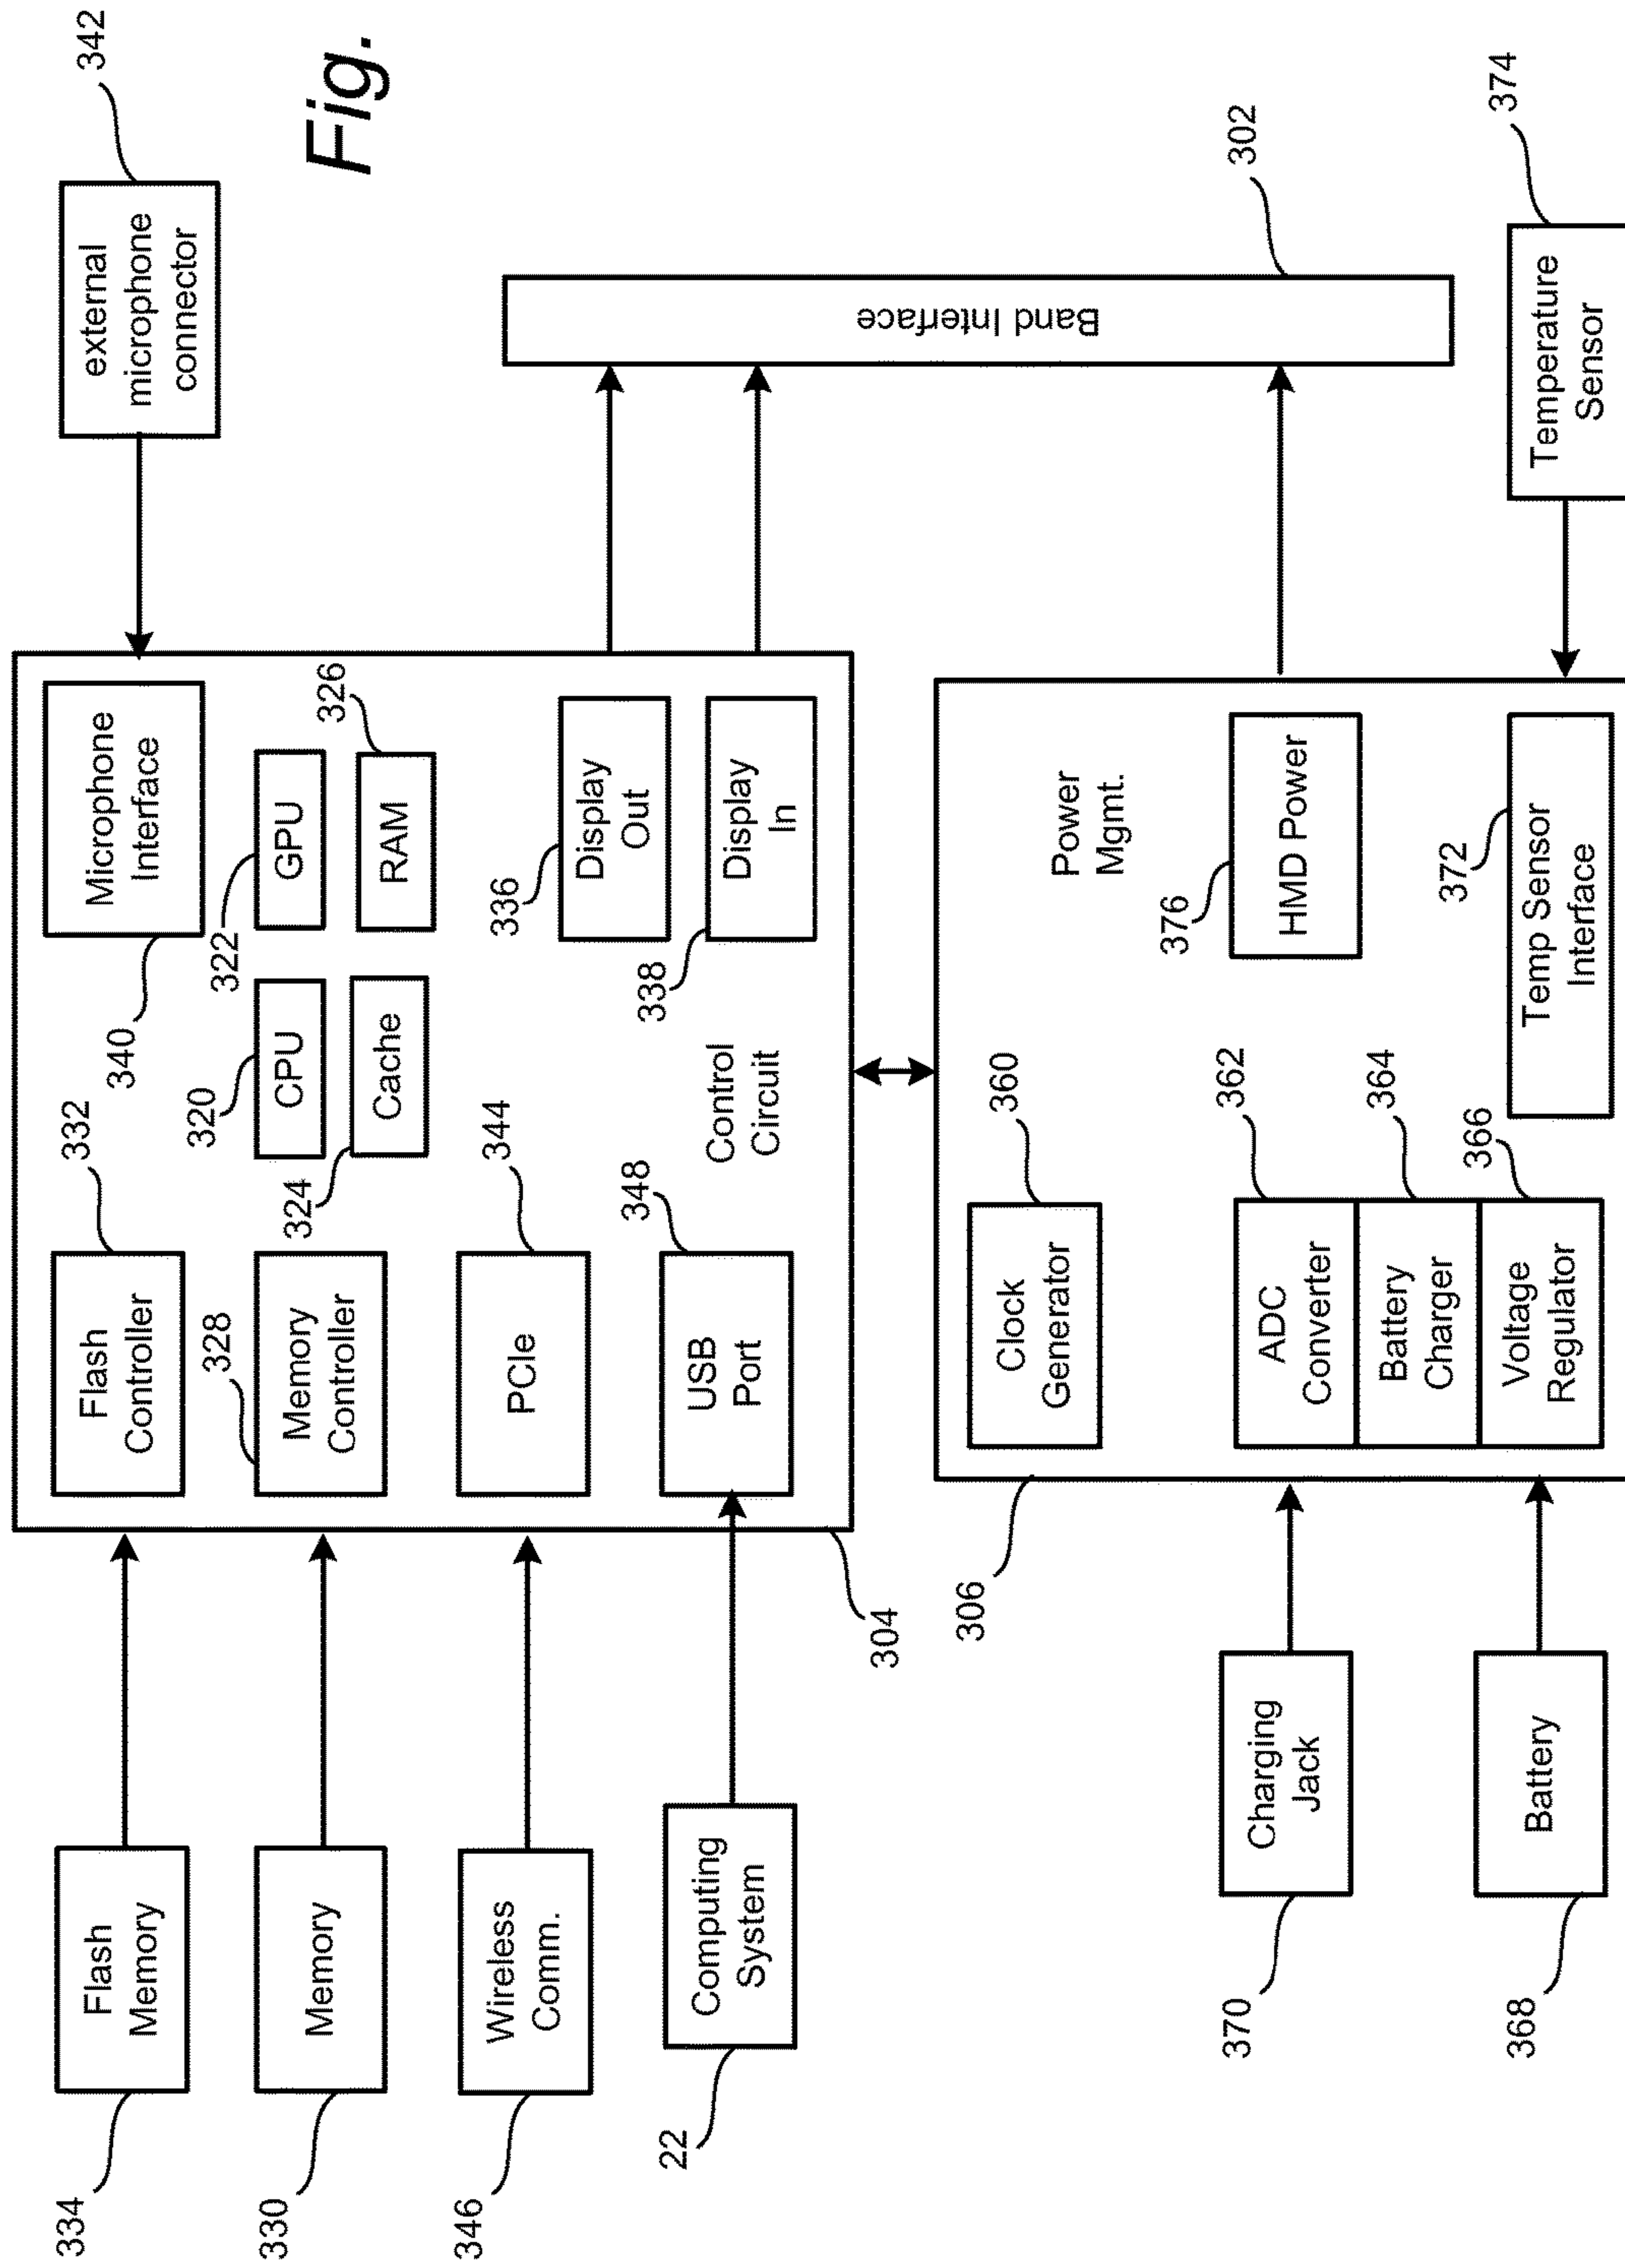 334
Flash
Memory
332
Flash
Controller
340
Microphone
Interface
external
microphone
connector
342
Fig.
330
Memory
328
Memory
Controller
320
CPU
322
GPU
324
Cache
326
RAM
346
Wireless
Comm.
344
PCIe
336
Display
Out
22
Computing
System
348
USB
Port
Control
Circuit
338
Display
In
304
Band Interface
302
306
360
Clock
Generator
Power
Mgmt.
370
Charging
Jack
362
ADC
Converter
376
HMD Power
364
Battery
Charger
368
Battery
366
Voltage
Regulator
372
Temp Sensor
Interface
Temperature
Sensor
374